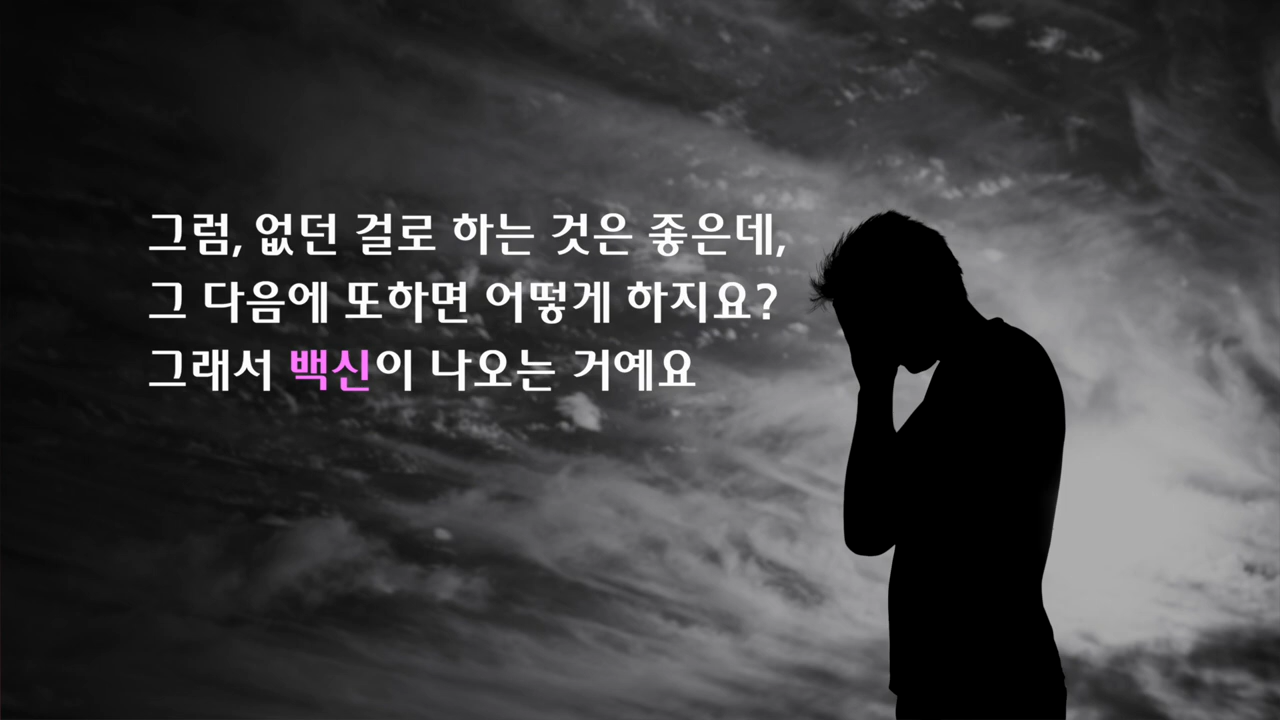 그럼, 없던 걸로 하는 것은 좋은데,
그 다음에 또하면 어떻게 하지요?
그래서 백신이 나오는 거예요